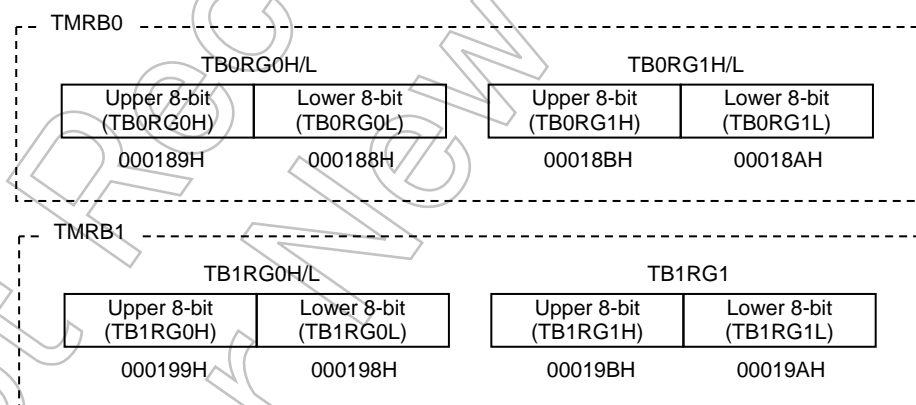 TMRB0
TB0RG0H/L TB0RG1H/L
Upper 8-bit Lower 8-bit Upper 8-bit Lower 8-bit
(TB0RG0H) (TB0RG0L) (TB0RG1H) (TB0RG1L)
000189H 000188H 00018BH 00018AH
TMRB1
TB1RG0H/L TB1RG1
Upper 8-bit Lower 8-bit Upper 8-bit Lower 8-bit
(TB1RG0H) (TB1RG0L) (TB1RG1H) (TB1RG1L)
000199H 000198H 00019BH 00019AH